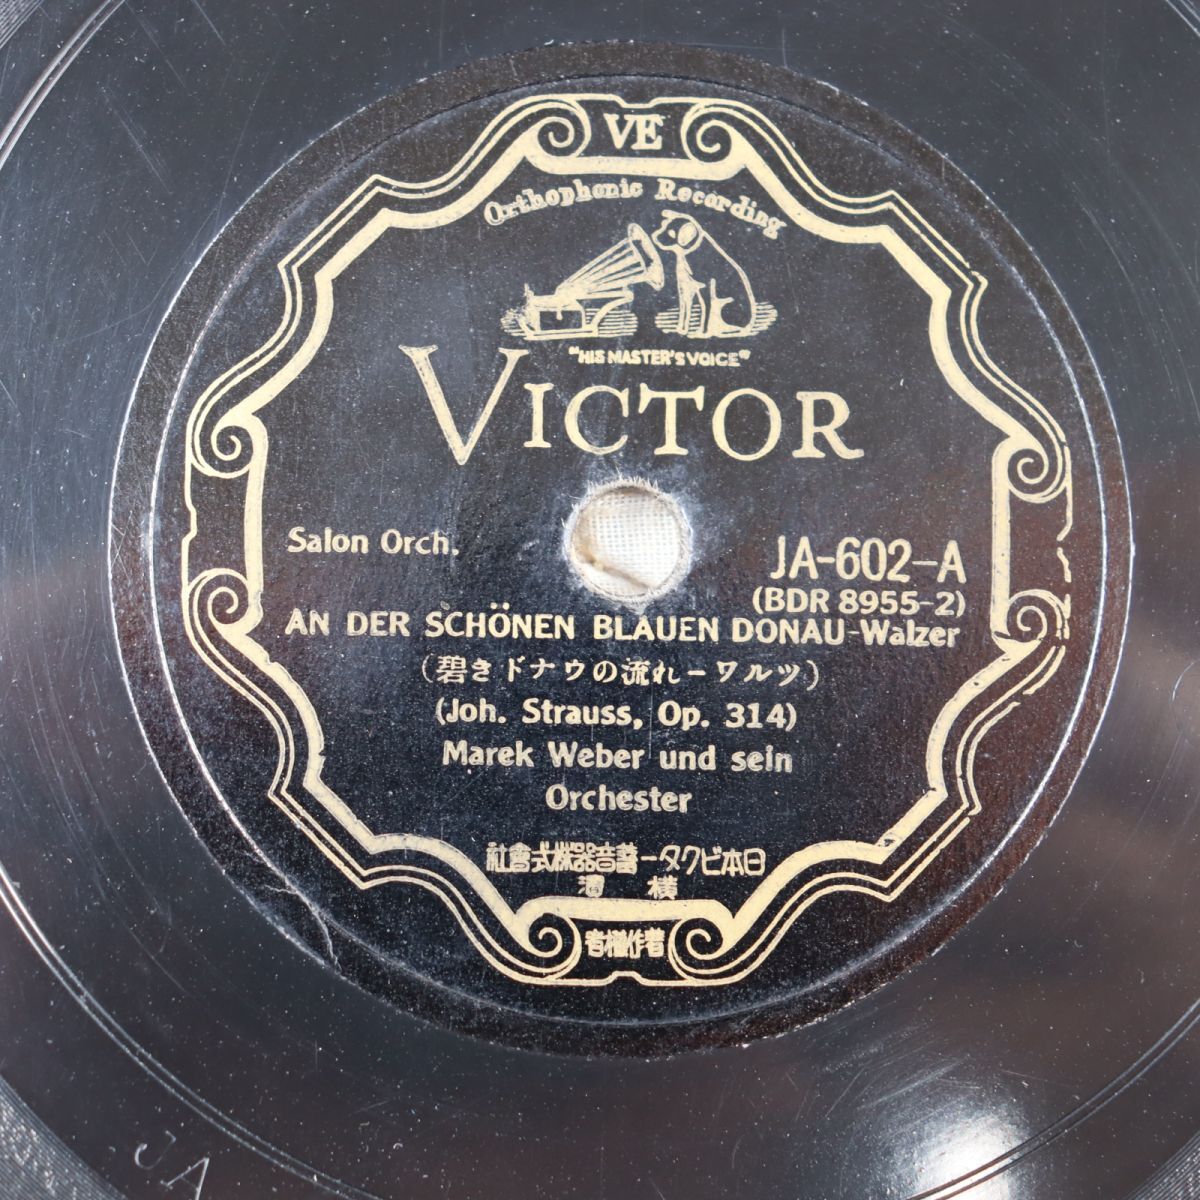 VE
Orthophonic Recording
"HIS MASTER'S VOICE"
VICTOR
Salon Orch.
JA-602-A
(BDR 8955-2)
AN DER SCHÖNEN BLAUEN DONAU-Walzer
(碧きドナウの流れーワルツ)
(Joh. Strauss, Op. 314)
Marek Weber und sein
Orchester
日本ビクター蓄音器株式會社
横濱
著作權者
JA